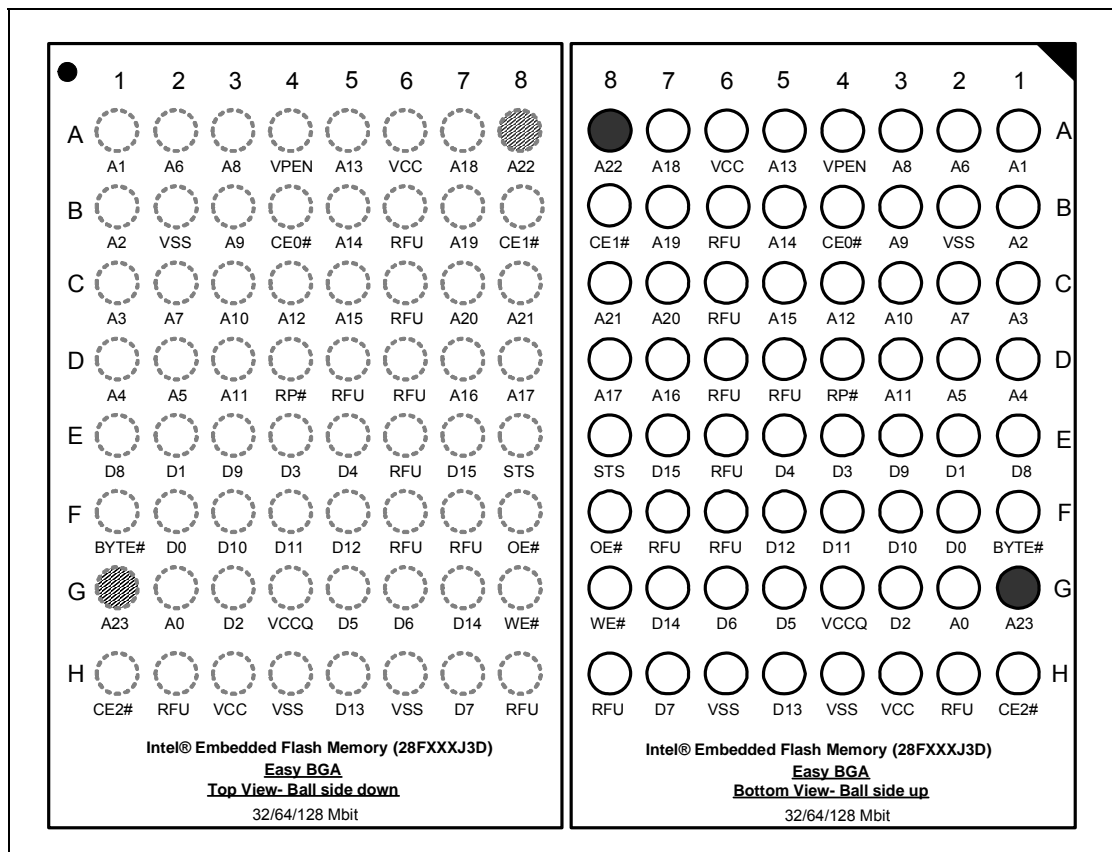 1 2 3 4 5 6 7 8
A
A1 A6 A8 VPEN A13 VCC A18 A22
B
A2 VSS A9 CE0# A14 RFU A19 CE1#
C
A3 A7 A10 A12 A15 RFU A20 A21
D
A4 A5 A11 RP# RFU RFU A16 A17
E
D8 D1 D9 D3 D4 RFU D15 STS
F
BYTE# D0 D10 D11 D12 RFU RFU OE#
G
A23 A0 D2 VCCQ D5 D6 D14 WE#
H
CE2# RFU VCC VSS D13 VSS D7 RFU
Intel® Embedded Flash Memory (28FXXXJ3D)
Easy BGA
Top View- Ball side down
32/64/128 Mbit
8 7 6 5 4 3 2 1
A
A22 A18 VCC A13 VPEN A8 A6 A1
B
CE1# A19 RFU A14 CE0# A9 VSS A2
C
A21 A20 RFU A15 A12 A10 A7 A3
D
A17 A16 RFU RFU RP# A11 A5 A4
E
STS D15 RFU D4 D3 D9 D1 D8
F
OE# RFU RFU D12 D11 D10 D0 BYTE#
G
WE# D14 D6 D5 VCCQ D2 A0 A23
H
RFU D7 VSS D13 VSS VCC RFU CE2#
Intel® Embedded Flash Memory (28FXXXJ3D)
Easy BGA
Bottom View- Ball side up
32/64/128 Mbit